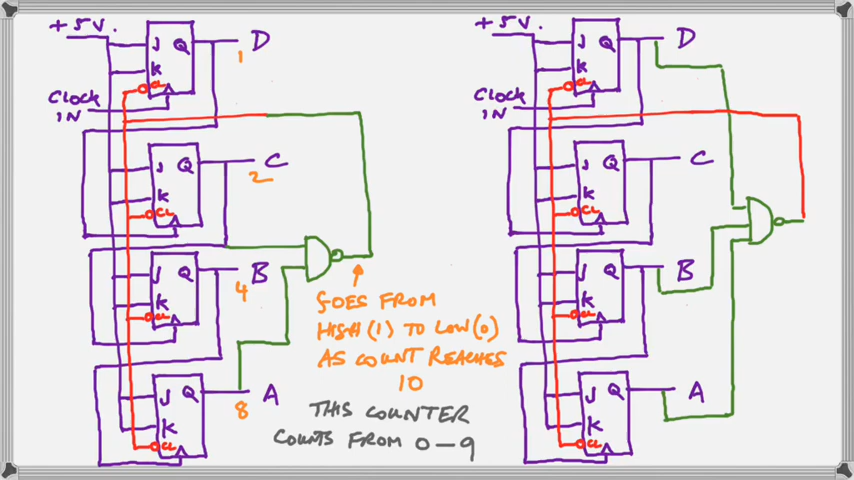 +5V.
J Q D
K 1
CL
Clock
IN
J Q C
K 2
CL
J Q B
K 4
CL
J Q A
K 8
CL
GOES FROM
HIGH (1) TO LOW (0)
AS COUNT REACHES
10
THIS COUNTER
COUNTS FROM 0-9
+5V.
J Q D
K
CL
Clock
IN
J Q C
K
CL
J Q B
K
CL
J Q A
K
CL